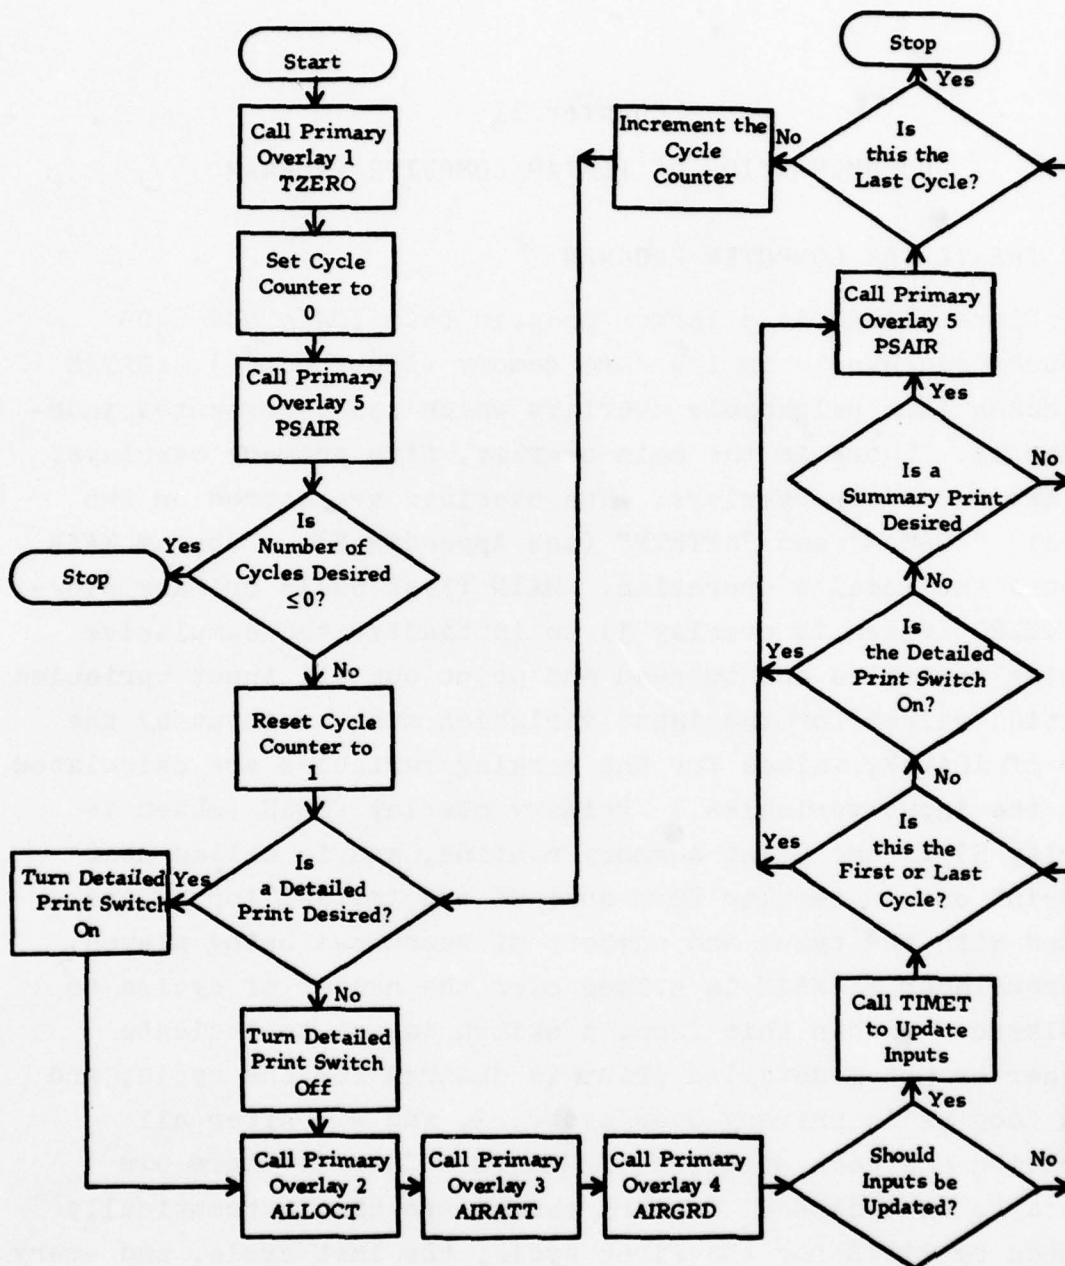 Start
Call Primary
Overlay 1
TZERO
Set Cycle
Counter to
0
Call Primary
Overlay 5
PSAIR
Is
Number of
Cycles Desired
≤0?
Yes
Stop
No
Reset Cycle
Counter to
1
Is
a Detailed
Print Desired?
Yes
Turn Detailed
Print Switch
On
No
Turn Detailed
Print Switch
Off
Call Primary
Overlay 2
ALLOCT
Call Primary
Overlay 3
AIRATT
Call Primary
Overlay 4
AIRGRD
Should
Inputs be
Updated?
No
Yes
Call TIMET
to Update
Inputs
Is
this the
First or Last
Cycle?
Yes
No
Is
the Detailed
Print Switch
On?
Yes
No
Is a
Summary Print
Desired
No
Yes
Call Primary
Overlay 5
PSAIR
Is
this the
Last Cycle?
No
Increment the
Cycle
Counter
Yes
Stop